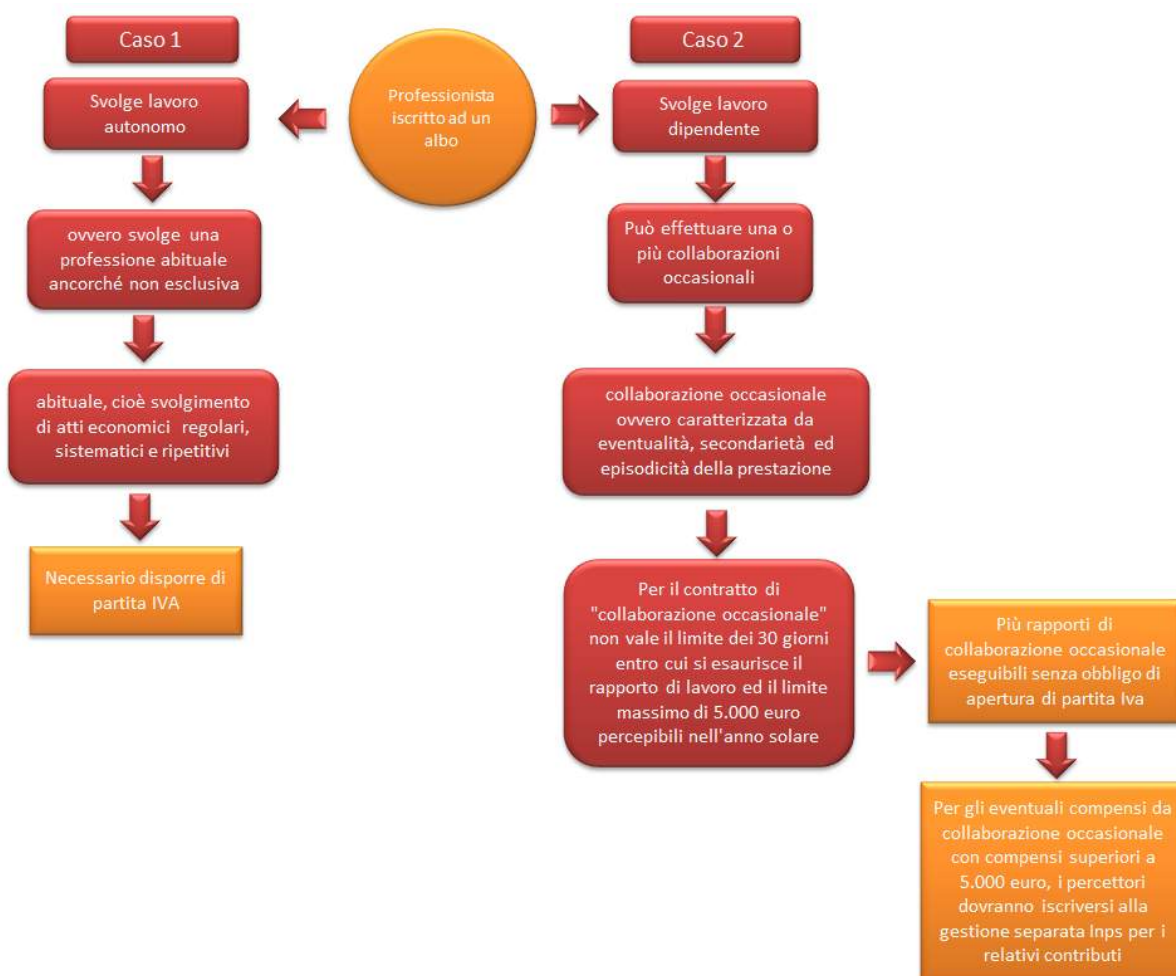 Caso 1
Svolge lavoro
autonomo
ovvero svolge una
professione abituale
ancorché non esclusiva
abituale, cioè svolgimento
di atti economici regolari,
sistematici e ripetitivi
Necessario disporre di
partita IVA
Professionista
iscritto ad un
albo
Caso 2
Svolge lavoro
dipendente
Può effettuare una o
più collaborazioni
occasionali
collaborazione occasionale
ovvero caratterizzata da
eventualità, secondarietà ed
episodicità della prestazione
Per il contratto di
"collaborazione occasionale"
non vale il limite dei 30 giorni
entro cui si esaurisce il
rapporto di lavoro ed il limite
massimo di 5.000 euro
percepibili nell'anno solare
Più rapporti di
collaborazione occasionale
eseguibili senza obbligo di
apertura di partita Iva
Per gli eventuali compensi da
collaborazione occasionale
con compensi superiori a
5.000 euro, i percettori
dovranno iscriversi alla
gestione separata Inps per i
relativi contributi